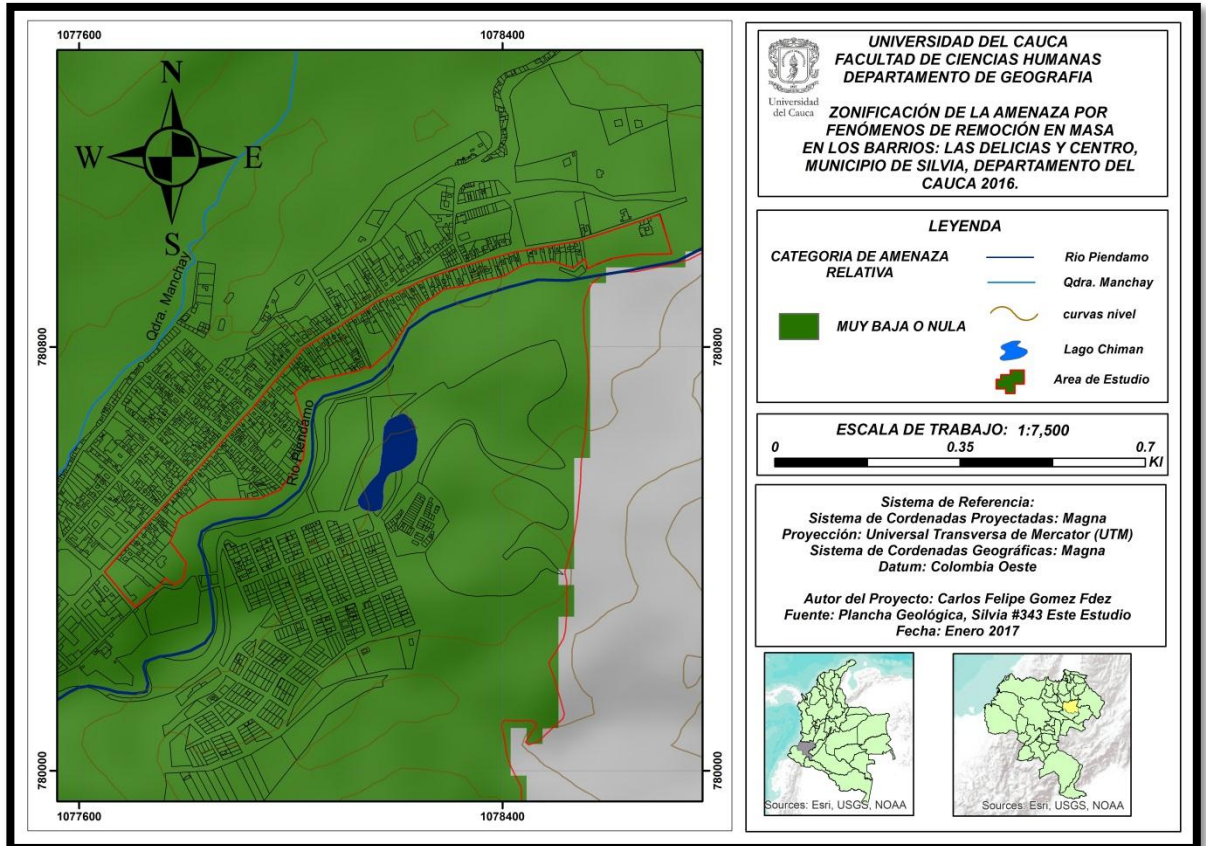 1077600
1078400
N
W
E
S
Qdra. Manchay
Rio Piendamo
780800
780800
780000
780000
1077600
1078400
Universidad
del Cauca
UNIVERSIDAD DEL CAUCA
FACULTAD DE CIENCIAS HUMANAS
DEPARTAMENTO DE GEOGRAFIA
ZONIFICACIÓN DE LA AMENAZA POR
FENÓMENOS DE REMOCIÓN EN MASA
EN LOS BARRIOS: LAS DELICIAS Y CENTRO,
MUNICIPIO DE SILVIA, DEPARTAMENTO DEL
CAUCA 2016.
LEYENDA
CATEGORIA DE AMENAZA
RELATIVA
MUY BAJA O NULA
Rio Piendamo
Qdra. Manchay
curvas nivel
Lago Chiman
Area de Estudio
ESCALA DE TRABAJO: 1:7,500
0 0.35 0.7
Kl
Sistema de Referencia:
Sistema de Cordenadas Proyectadas: Magna
Proyección: Universal Transversa de Mercator (UTM)
Sistema de Cordenadas Geográficas: Magna
Datum: Colombia Oeste
Autor del Proyecto: Carlos Felipe Gomez Fdez
Fuente: Plancha Geológica, Silvia #343 Este Estudio
Fecha: Enero 2017
Sources: Esri, USGS, NOAA
Sources: Esri, USGS, NOAA